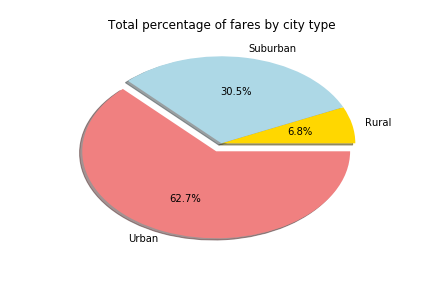 Total percentage of fares by city type
Suburban
30.5%
Rural
6.8%
62.7%
Urban